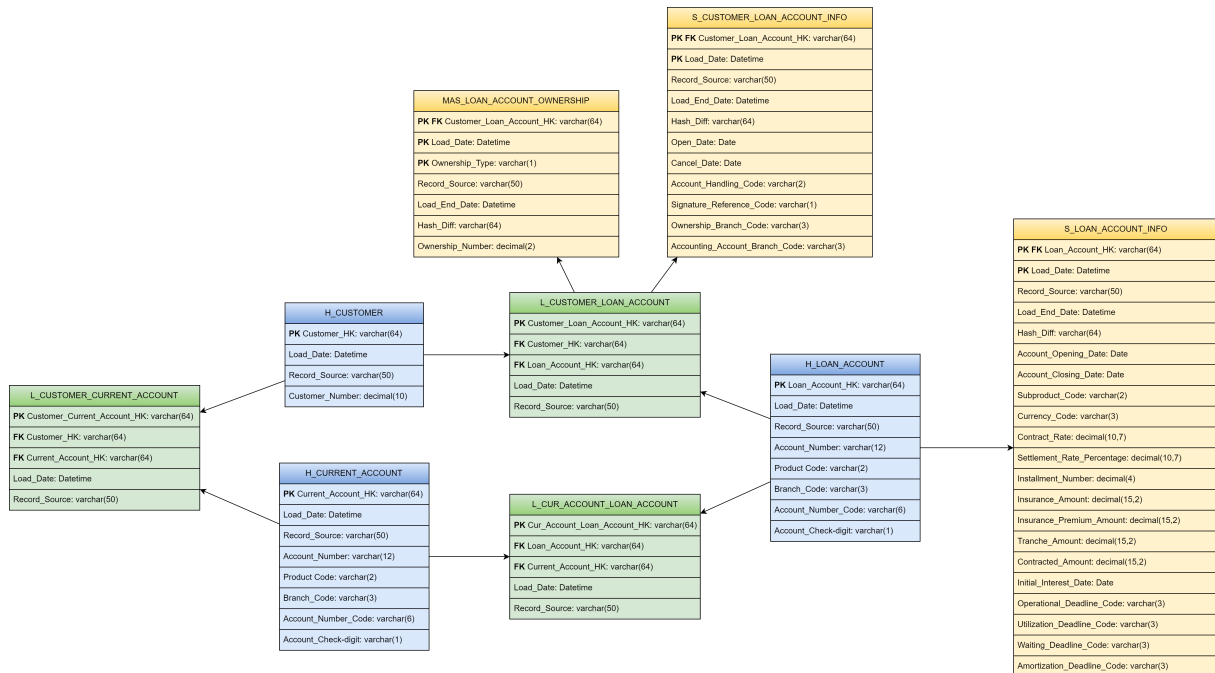 S_CUSTOMER_LOAN_ACCOUNT_INFO
PK FK Customer_Loan_Account_HK: varchar(64)
PK Load_Date: Datetime
Record_Source: varchar(50)
Load_End_Date: Datetime
Hash_Diff: varchar(64)
Open_Date: Date
Cancel_Date: Date
Account_Handling_Code: varchar(2)
Signature_Reference_Code: varchar(1)
Ownership_Branch_Code: varchar(3)
Accounting_Account_Branch_Code: varchar(3)
MAS_LOAN_ACCOUNT_OWNERSHIP
PK FK Customer_Loan_Account_HK: varchar(64)
PK Load_Date: Datetime
PK Ownership_Type: varchar(1)
Record_Source: varchar(50)
Load_End_Date: Datetime
Hash_Diff: varchar(64)
Ownership_Number: decimal(2)
S_LOAN_ACCOUNT_INFO
PK FK Loan_Account_HK: varchar(64)
PK Load_Date: Datetime
Record_Source: varchar(50)
Load_End_Date: Datetime
Hash_Diff: varchar(64)
Account_Opening_Date: Date
Account_Closing_Date: Date
Subproduct_Code: varchar(2)
Currency_Code: varchar(3)
Contract_Rate: decimal(10,7)
Settlement_Rate_Percentage: decimal(10,7)
Installment_Number: decimal(4)
Insurance_Amount: decimal(15,2)
Insurance_Premium_Amount: decimal(15,2)
Tranche_Amount: decimal(15,2)
Contracted_Amount: decimal(15,2)
Initial_Interest_Date: Date
Operational_Deadline_Code: varchar(3)
Utilization_Deadline_Code: varchar(3)
Waiting_Deadline_Code: varchar(3)
Amortization_Deadline_Code: varchar(3)
L_CUSTOMER_LOAN_ACCOUNT
PK Customer_Loan_Account_HK: varchar(64)
FK Customer_HK: varchar(64)
FK Loan_Account_HK: varchar(64)
Load_Date: Datetime
Record_Source: varchar(50)
H_CUSTOMER
PK Customer_HK: varchar(64)
Load_Date: Datetime
Record_Source: varchar(50)
Customer_Number: decimal(10)
H_LOAN_ACCOUNT
PK Loan_Account_HK: varchar(64)
Load_Date: Datetime
Record_Source: varchar(50)
Account_Number: varchar(12)
Product Code: varchar(2)
Branch_Code: varchar(3)
Account_Number_Code: varchar(6)
Account_Check-digit: varchar(1)
L_CUSTOMER_CURRENT_ACCOUNT
PK Customer_Current_Account_HK: varchar(64)
FK Customer_HK: varchar(64)
FK Current_Account_HK: varchar(64)
Load_Date: Datetime
Record_Source: varchar(50)
H_CURRENT_ACCOUNT
PK Current_Account_HK: varchar(64)
Load_Date: Datetime
Record_Source: varchar(50)
Account_Number: varchar(12)
Product Code: varchar(2)
Branch_Code: varchar(3)
Account_Number_Code: varchar(6)
Account_Check-digit: varchar(1)
L_CUR_ACCOUNT_LOAN_ACCOUNT
PK Cur_Account_Loan_Account_HK: varchar(64)
FK Loan_Account_HK: varchar(64)
FK Current_Account_HK: varchar(64)
Load_Date: Datetime
Record_Source: varchar(50)